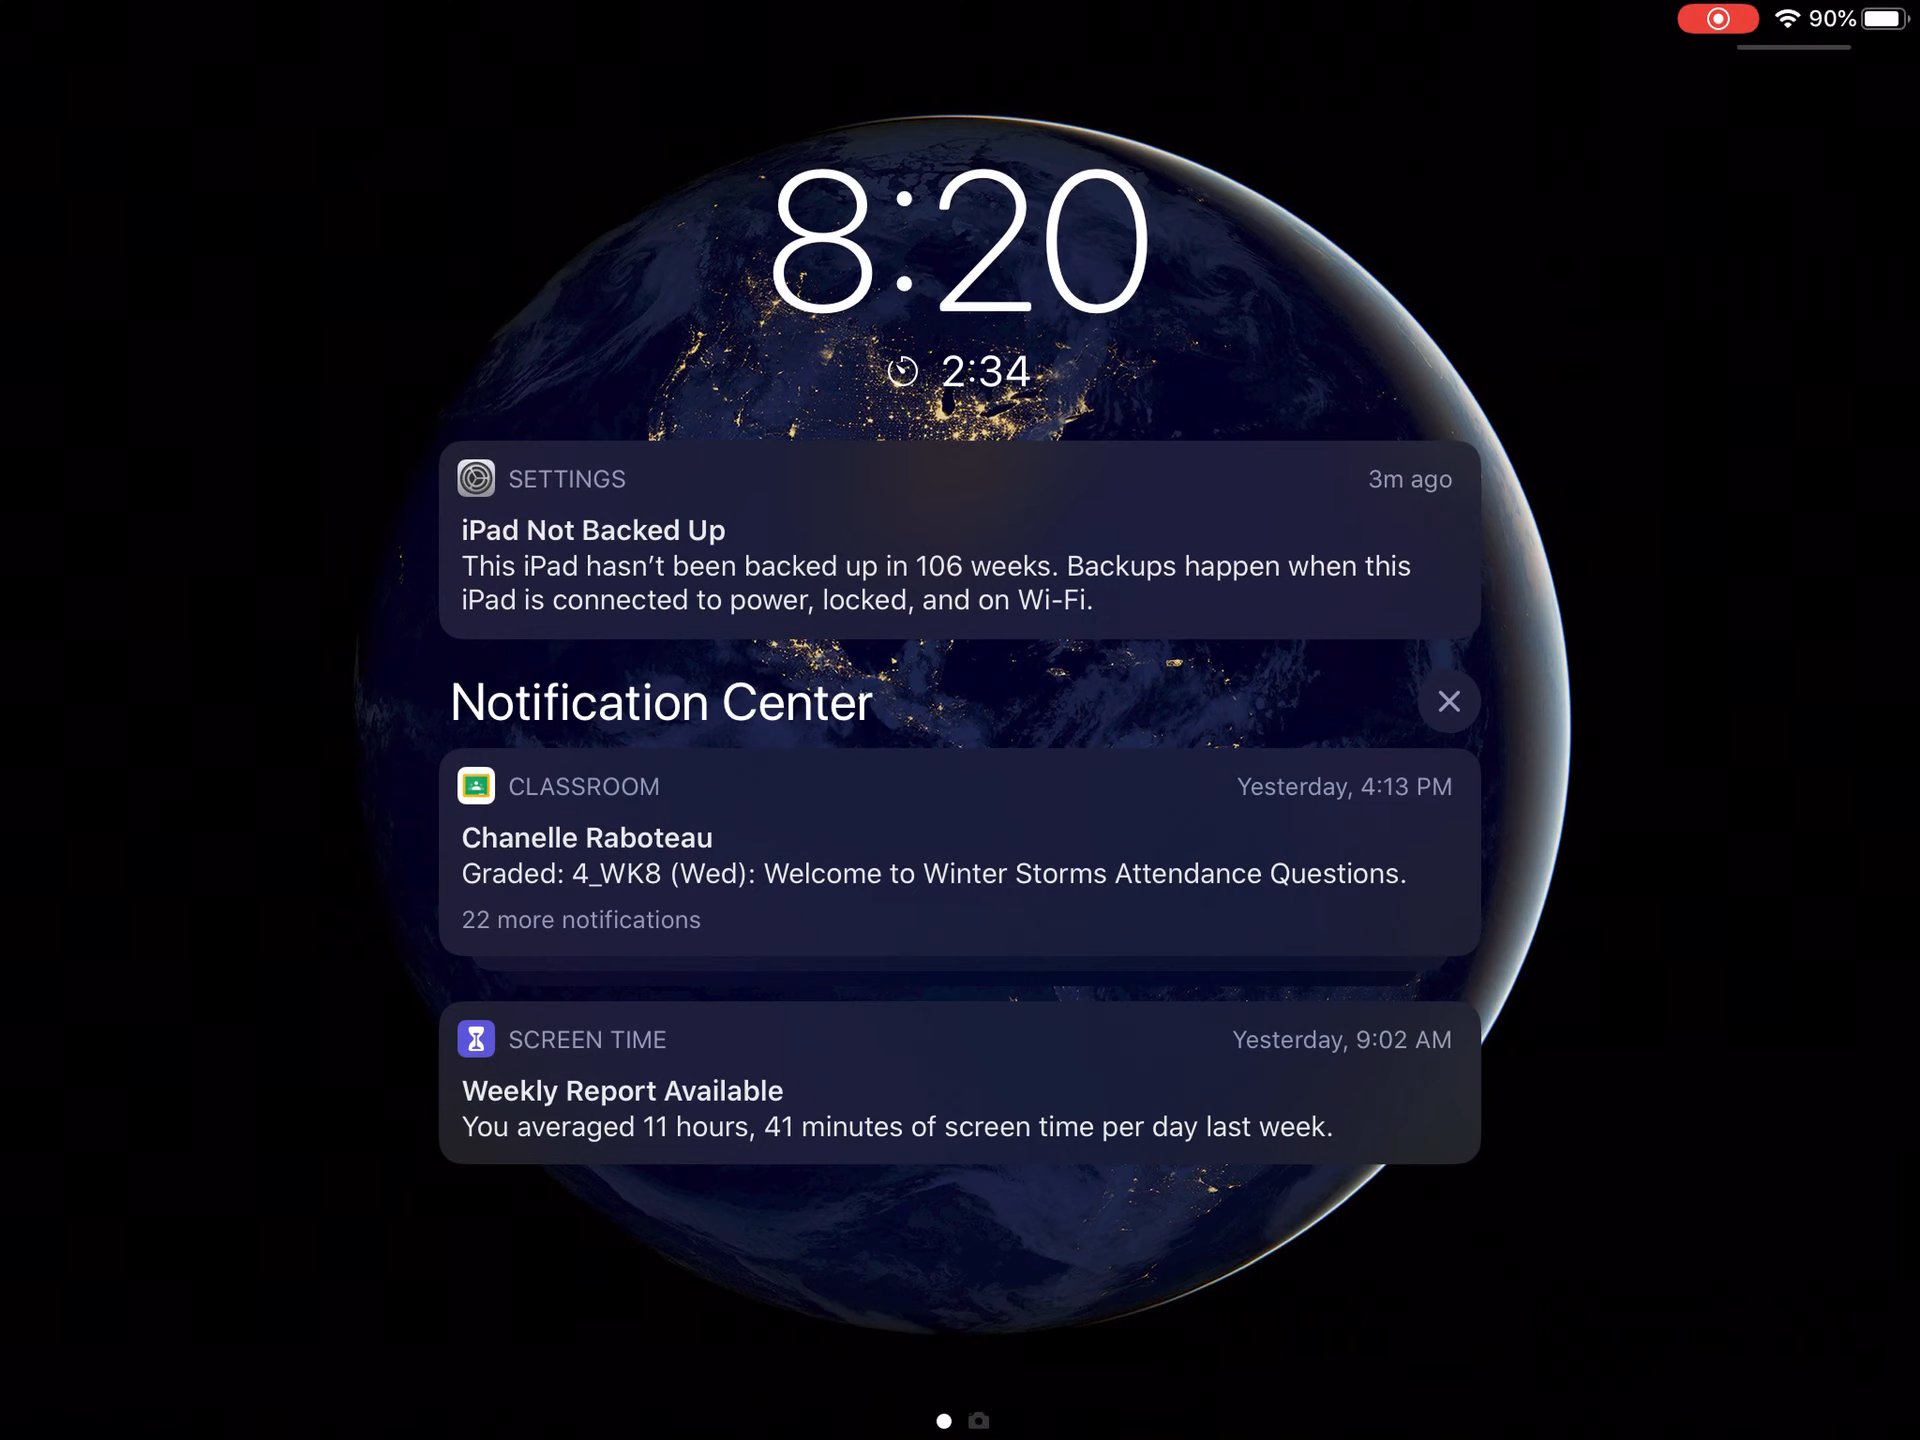 90%
8:20
2:34
SETTINGS 3m ago
iPad Not Backed Up
This iPad hasn’t been backed up in 106 weeks. Backups happen when this
iPad is connected to power, locked, and on Wi-Fi.
Notification Center
CLASSROOM Yesterday, 4:13 PM
Chanelle Raboteau
Graded: 4_WK8 (Wed): Welcome to Winter Storms Attendance Questions.
22 more notifications
SCREEN TIME Yesterday, 9:02 AM
Weekly Report Available
You averaged 11 hours, 41 minutes of screen time per day last week.